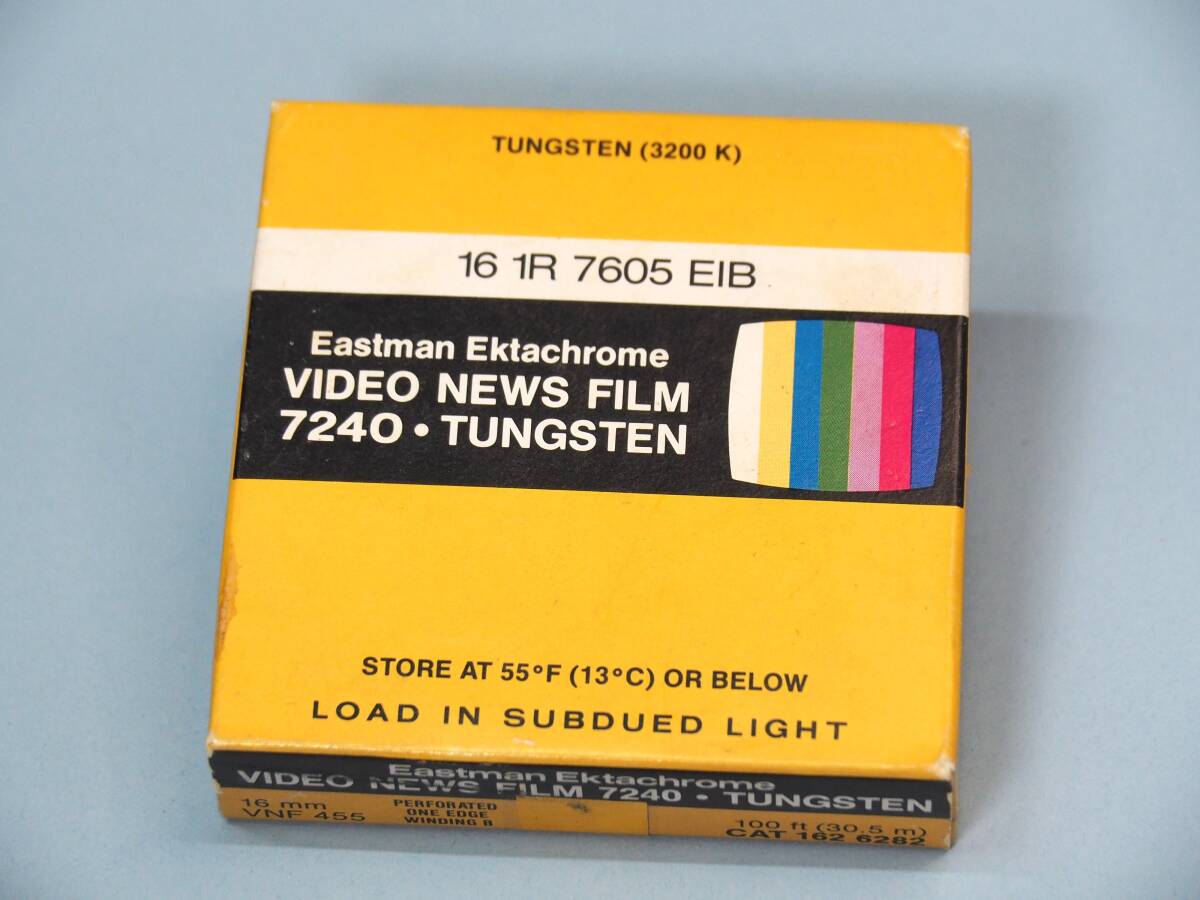 TUNGSTEN (3200 K)
16 1R 7605 EIB
Eastman Ektachrome
VIDEO NEWS FILM
7240 • TUNGSTEN
STORE AT 55°F (13°C) OR BELOW
LOAD IN SUBDUED LIGHT
Eastman Ektachrome
VIDEO NEWS FILM 7240 • TUNGSTEN
16 mm
VNF 455
PERFORATED
ONE EDGE
WINDING B
100 ft (30.5 m)
CAT 162 6282